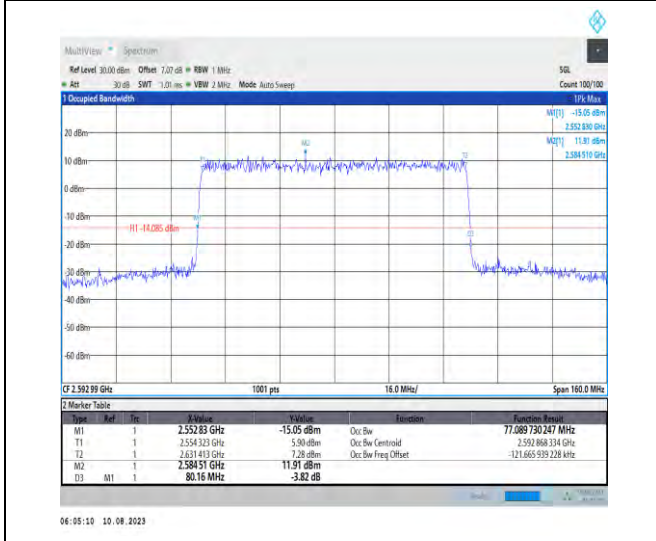 MultiView Spectrum
Ref Level 30.00 dBm Offset 7.07 dB RBW 1 MHz SGL
Att 30 dB SWT 1.01 ms VBW 2 MHz Mode Auto Sweep Count 100/100
1 Occupied Bandwidth 1Pk Max
M1[1] -15.05 dBm
2.552 830 GHz
M2[1] 11.91 dBm
2.584 510 GHz
20 dBm
M2
T1 T2
10 dBm
0 dBm
-10 dBm
M1
H1 -14.085 dBm
D3
-20 dBm
-30 dBm
-40 dBm
-50 dBm
-60 dBm
CF 2.592 99 GHz 1001 pts 16.0 MHz/ Span 160.0 MHz
2 Marker Table
Type Ref Trc X-Value Y-Value Function Function Result
M1 1 2.552 83 GHz -15.05 dBm Occ Bw 77.089 730 247 MHz
T1 1 2.554 323 GHz 5.90 dBm Occ Bw Centroid 2.592 868 334 GHz
T2 1 2.631 413 GHz 7.28 dBm Occ Bw Freq Offset -121.665 939 228 kHz
M2 1 2.584 51 GHz 11.91 dBm
D3 M1 1 80.16 MHz -3.82 dB
06:05:10 10.08.2023